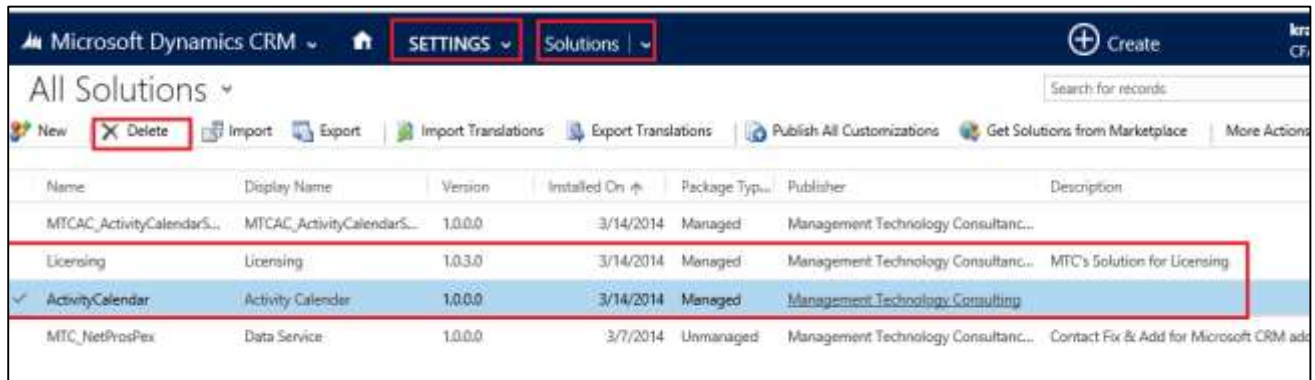 Microsoft Dynamics CRM SETTINGS Solutions Create
All Solutions Search for records
New Delete Import Export Import Translations Export Translations Publish All Customizations Get Solutions from Marketplace More Actions
Name Display Name Version Installed On Package Typ... Publisher Description
MTCAC_ActivityCalendarS... MTCAC_ActivityCalendarS... 1.0.0.0 3/14/2014 Managed Management Technology Consultanc...
Licensing Licensing 1.0.3.0 3/14/2014 Managed Management Technology Consultanc... MTC's Solution for Licensing
ActivityCalendar Activity Calendar 1.0.0.0 3/14/2014 Managed Management Technology Consulting
MTC_NetProsPex Data Service 1.0.0.0 3/7/2014 Unmanaged Management Technology Consultanc... Contact Fix & Add for Microsoft CRM add